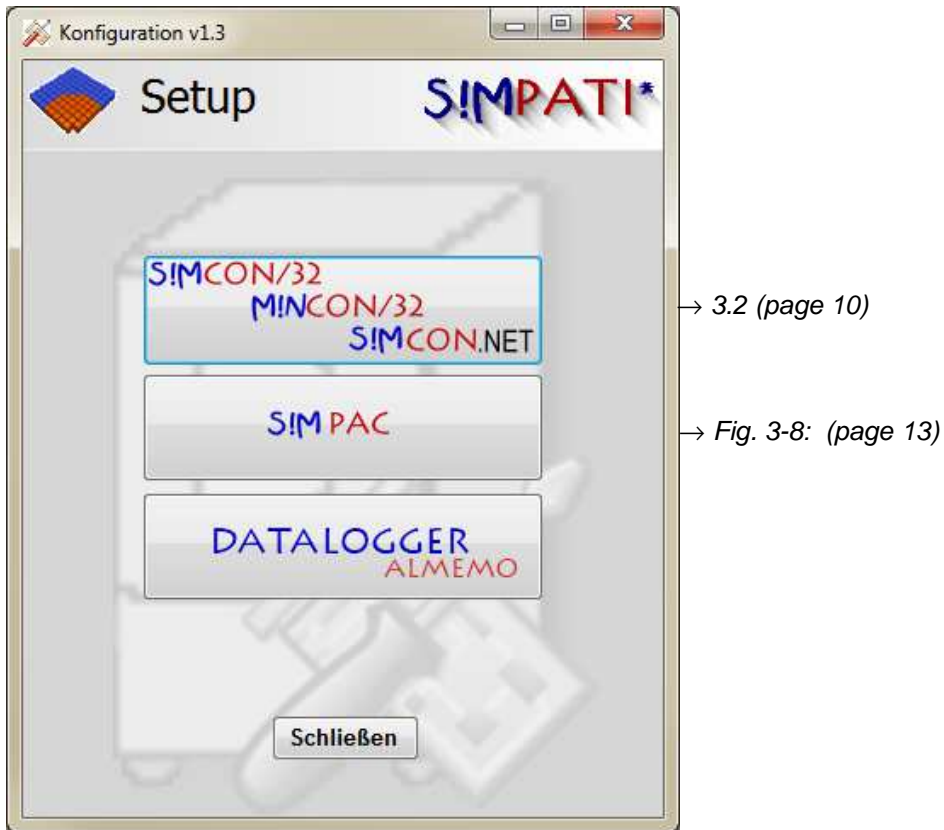 Konfiguration v1.3
Setup
S!MPATI*
S!MCON/32
M!NCON/32
S!MCON.NET
→ 3.2 (page 10)
S!M PAC
→ Fig. 3-8: (page 13)
DATALOGGER
ALMEMO
Schließen